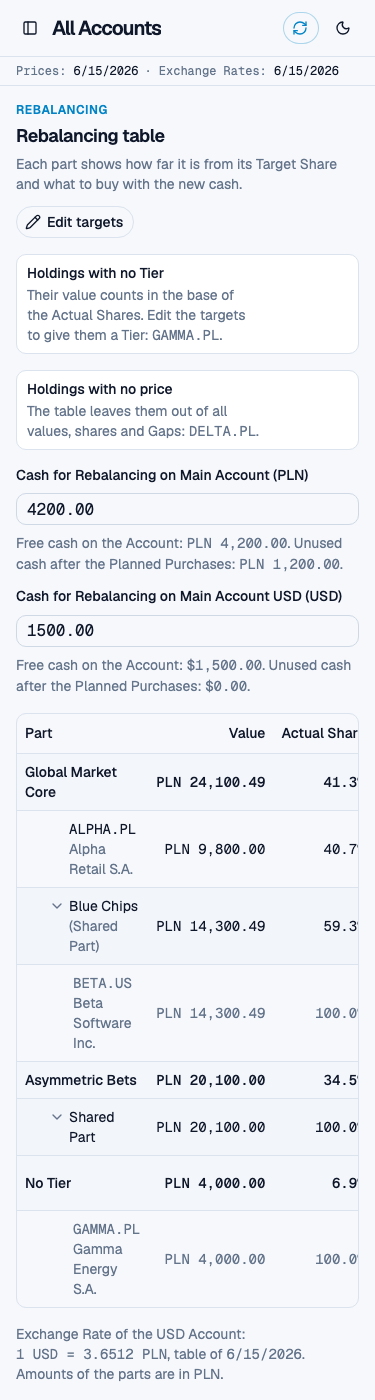 All Accounts
Prices: 6/15/2026 · Exchange Rates: 6/15/2026
REBALANCING
Rebalancing table
Each part shows how far it is from its Target Share
and what to buy with the new cash.
Edit targets
Holdings with no Tier
Their value counts in the base of
the Actual Shares. Edit the targets
to give them a Tier: GAMMA.PL.
Holdings with no price
The table leaves them out of all
values, shares and Gaps: DELTA.PL.
Cash for Rebalancing on Main Account (PLN)
4200.00
Free cash on the Account: PLN 4,200.00. Unused
cash after the Planned Purchases: PLN 1,200.00.
Cash for Rebalancing on Main Account USD (USD)
1500.00
Free cash on the Account: $1,500.00. Unused cash
after the Planned Purchases: $0.00.
Part Value Actual Shar
Global Market
Core PLN 24,100.49 41.3
ALPHA.PL
Alpha PLN 9,800.00 40.7
Retail S.A.
Blue Chips
(Shared PLN 14,300.49 59.3
Part)
BETA.US
Beta
Software PLN 14,300.49 100.0
Inc.
Asymmetric Bets PLN 20,100.00 34.5
Shared
Part PLN 20,100.00 100.0
No Tier PLN 4,000.00 6.9
GAMMA.PL
Gamma
Energy PLN 4,000.00 100.0
S.A.
Exchange Rate of the USD Account:
1 USD = 3.6512 PLN, table of 6/15/2026.
Amounts of the parts are in PLN.